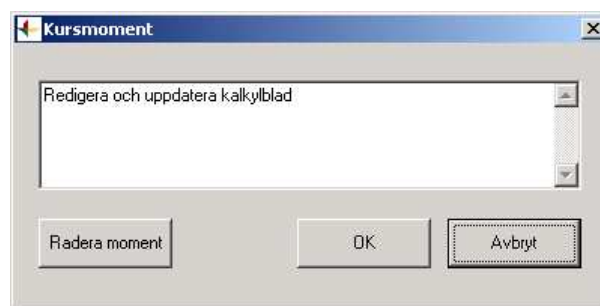 Kursmoment
Redigera och uppdatera kalkylblad
Radera moment
OK
Avbryt